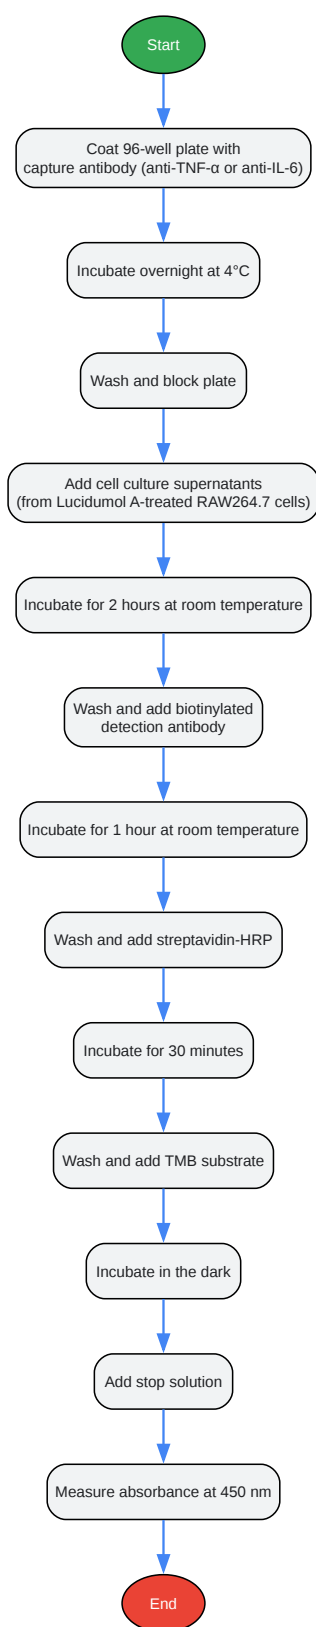 Start
Coat 96-well plate with
capture antibody (anti-TNF-α or anti-IL-6)
Incubate overnight at 4°C
Wash and block plate
Add cell culture supernatants
(from Lucidumol A-treated RAW264.7 cells)
Incubate for 2 hours at room temperature
Wash and add biotinylated
detection antibody
Incubate for 1 hour at room temperature
Wash and add streptavidin-HRP
Incubate for 30 minutes
Wash and add TMB substrate
Incubate in the dark
Add stop solution
Measure absorbance at 450 nm
End